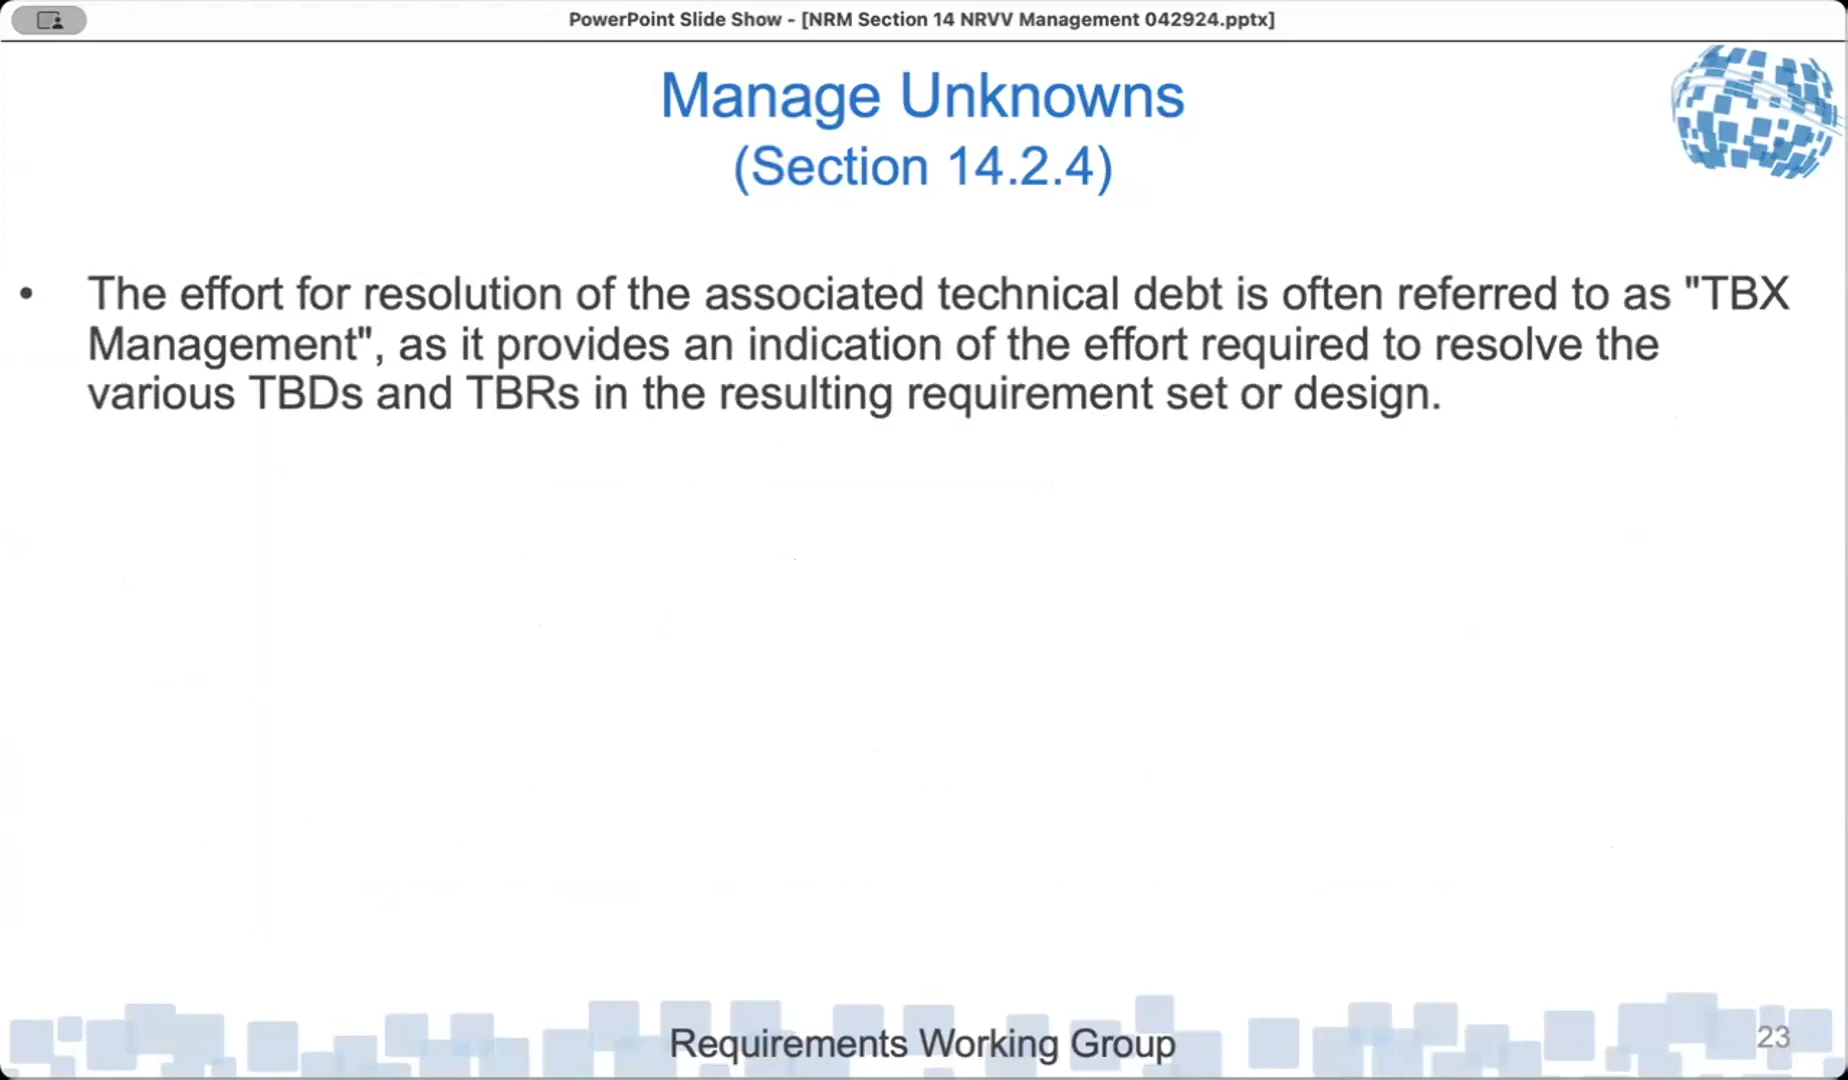 PowerPoint Slide Show - [NRM Section 14 NRVV Management 042924.pptx]
Manage Unknowns
(Section 14.2.4)
• The effort for resolution of the associated technical debt is often referred to as "TBX
Management", as it provides an indication of the effort required to resolve the
various TBDs and TBRs in the resulting requirement set or design.
Requirements Working Group
23